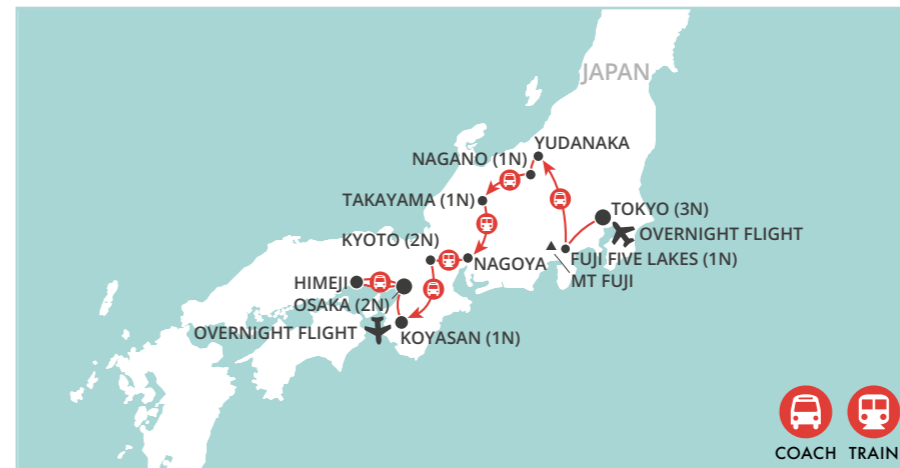 JAPAN
YUDANAKA
NAGANO (1N)
TAKAYAMA (1N)
TOKYO (3N)
OVERNIGHT FLIGHT
KYOTO (2N)
FUJI FIVE LAKES (1N)
NAGOYA
MT FUJI
HIMEJI
OSAKA (2N)
OVERNIGHT FLIGHT
KOYASAN (1N)
COACH TRAIN